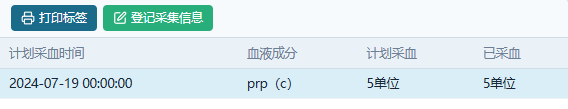 打印标签 登记采集信息
计划采血时间 血液成分 计划采血 已采血
2024-07-19 00:00:00 prp（c） 5单位 5单位